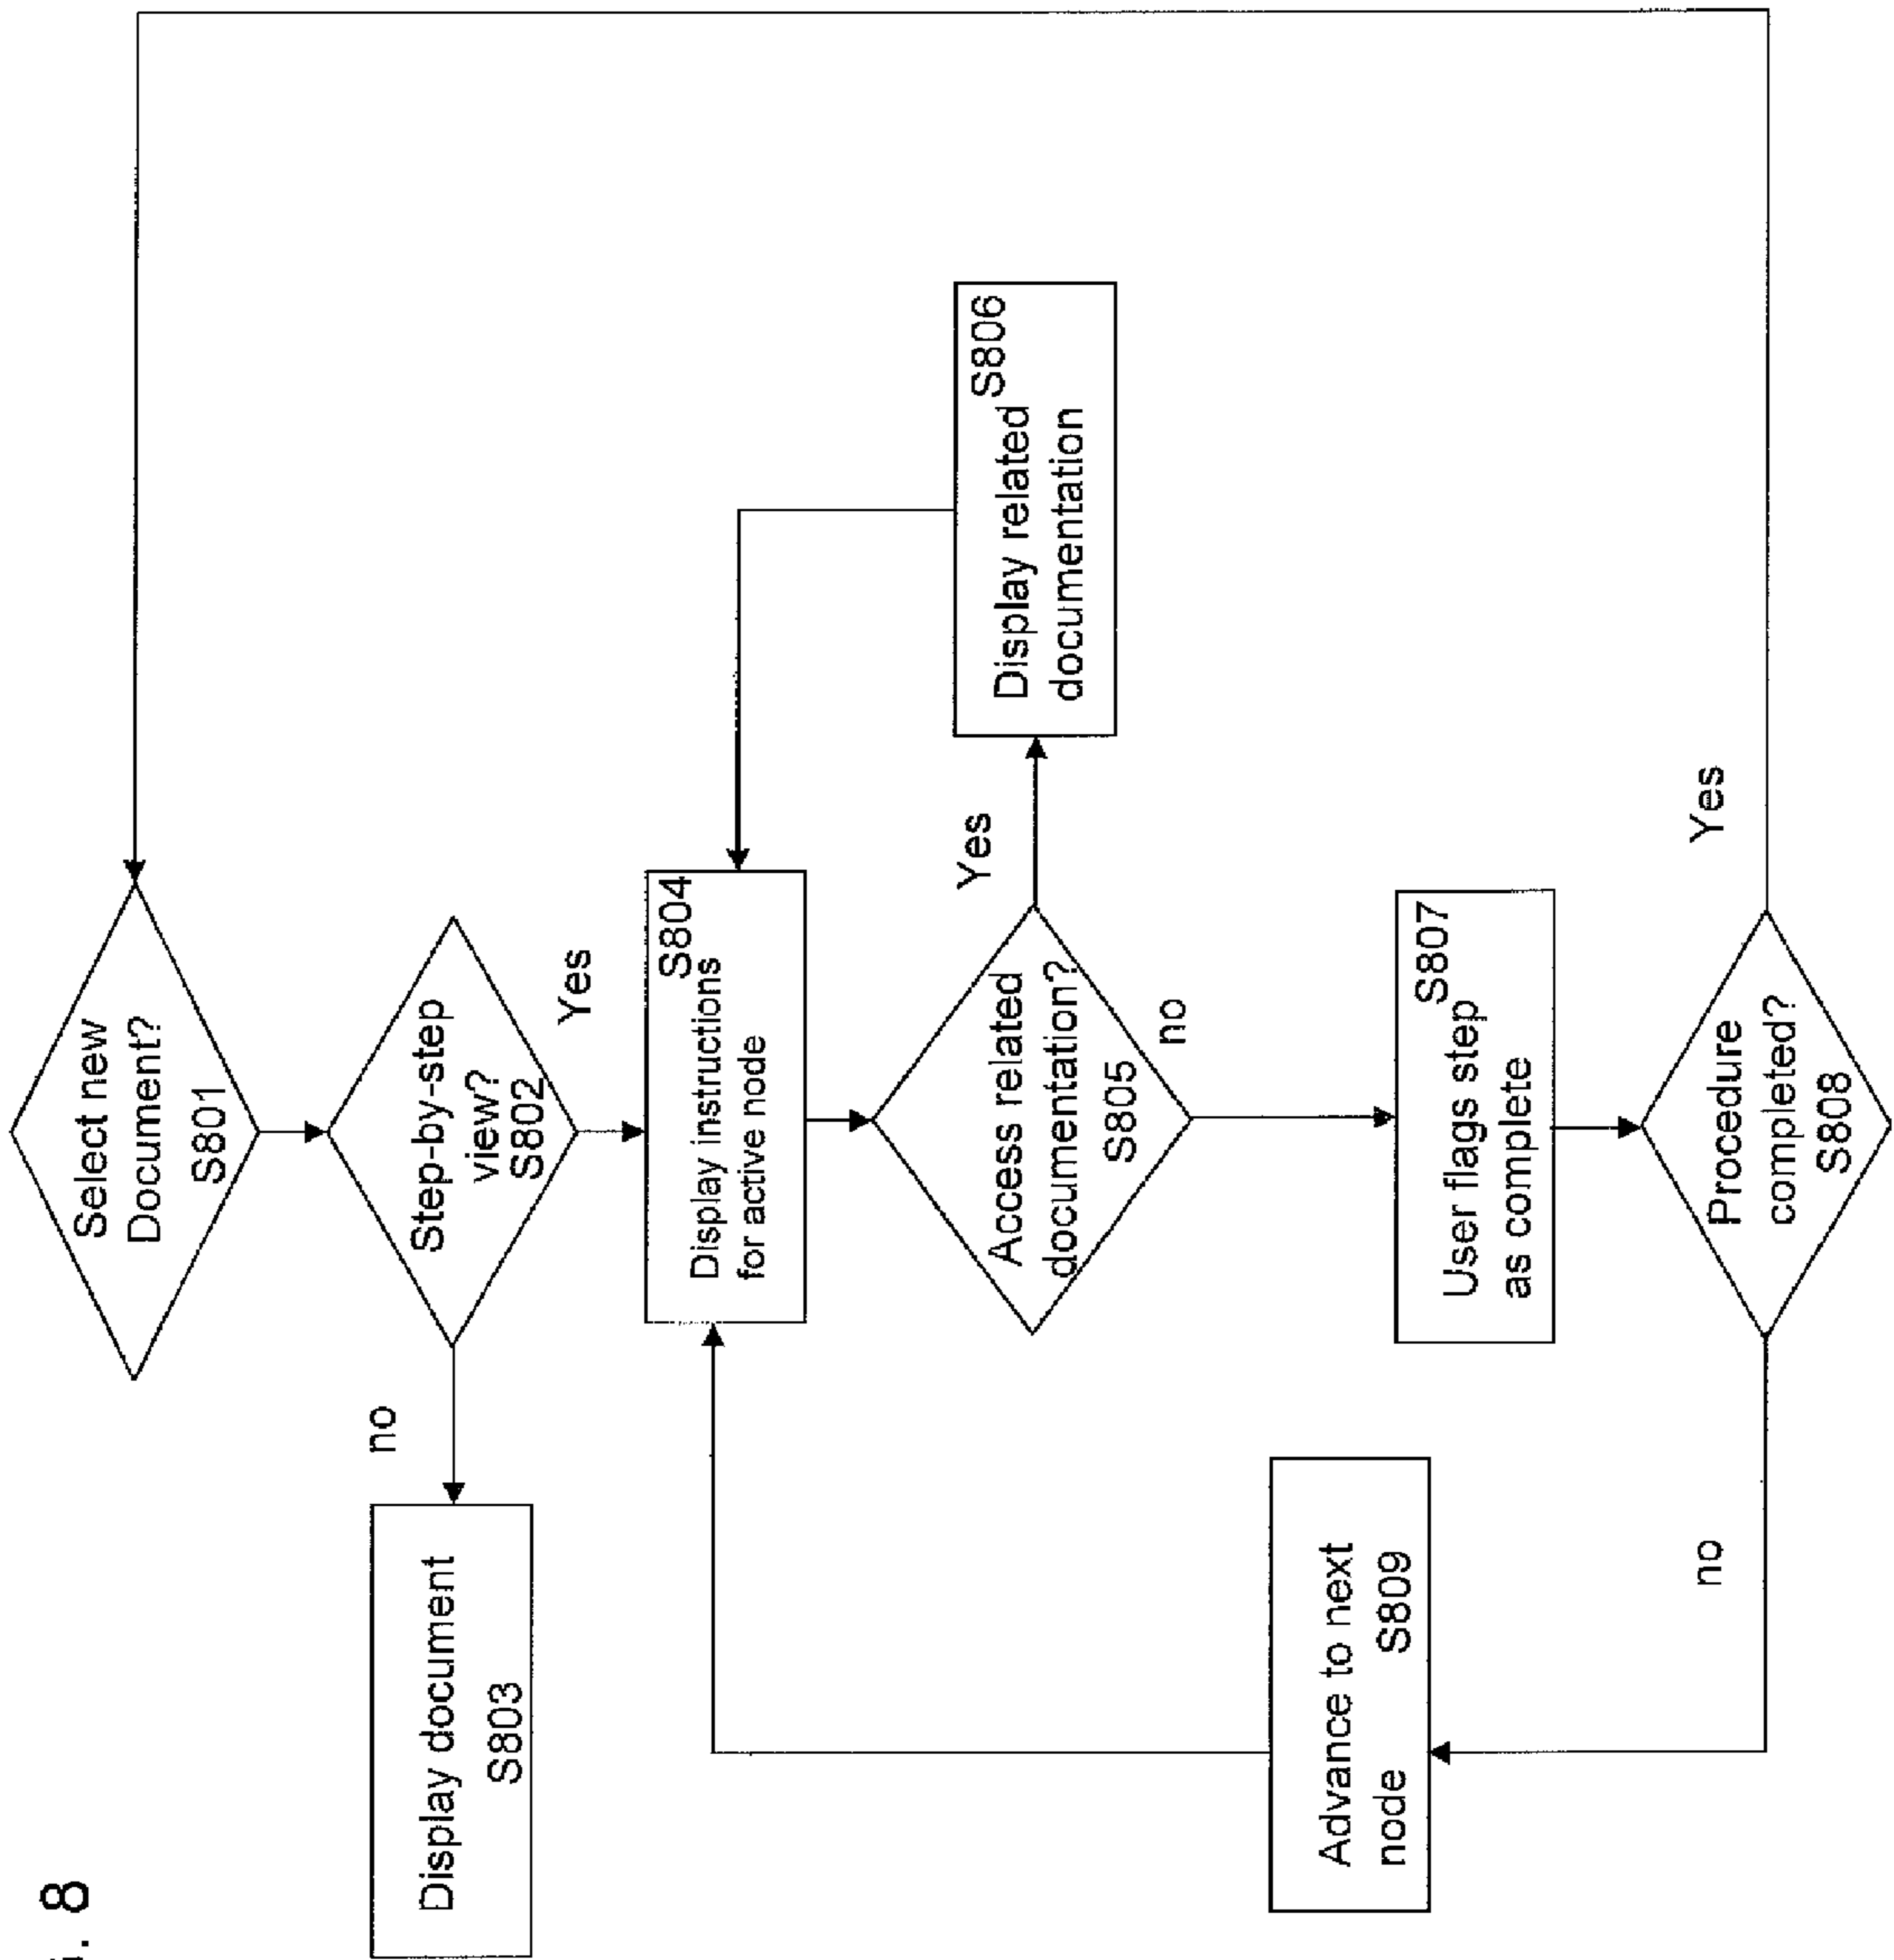 8
Select new
Document?
S801
Step-by-step
view?
S802
no
Yes
Display document
S803
S804
Display instructions
for active node
Access related
documentation?
S805
Yes
no
S806
Display related
documentation
S807
User flags step
as complete
Procedure
completed?
S808
Yes
no
Advance to next
node S809